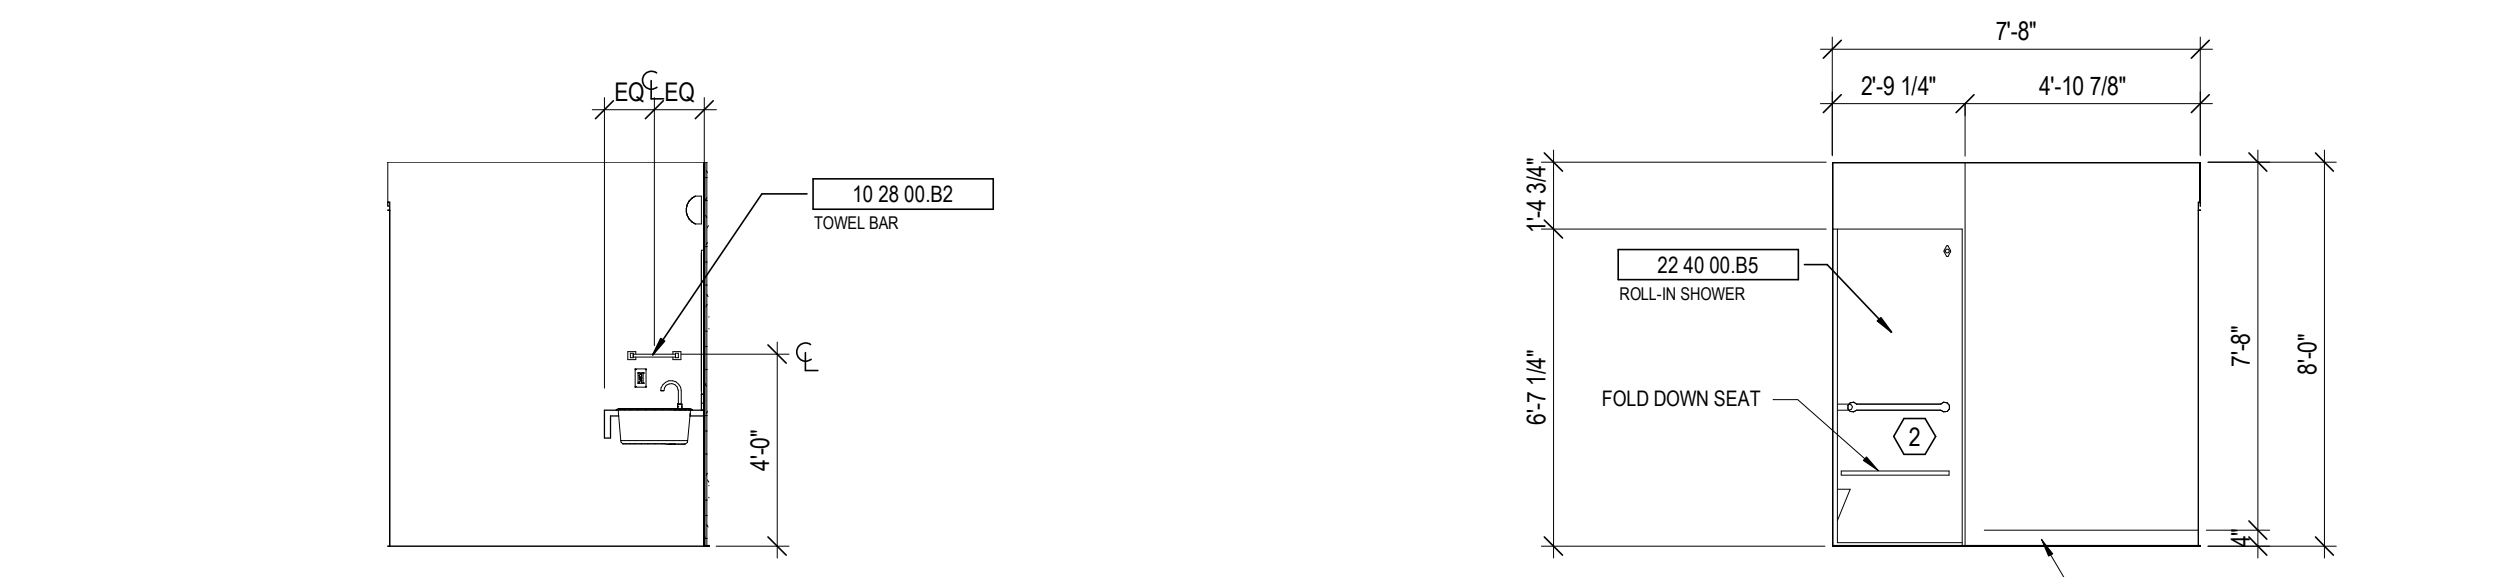 EQ ℄ EQ
10 28 00.B2
TOWEL BAR
℄
4'-0"
7'-8"
2'-9 1/4" 4'-10 7/8"
1'-4 3/4"
22 40 00.B5
ROLL-IN SHOWER
6'-7 1/4"
FOLD DOWN SEAT
2
7'-8"
8'-0"
4"